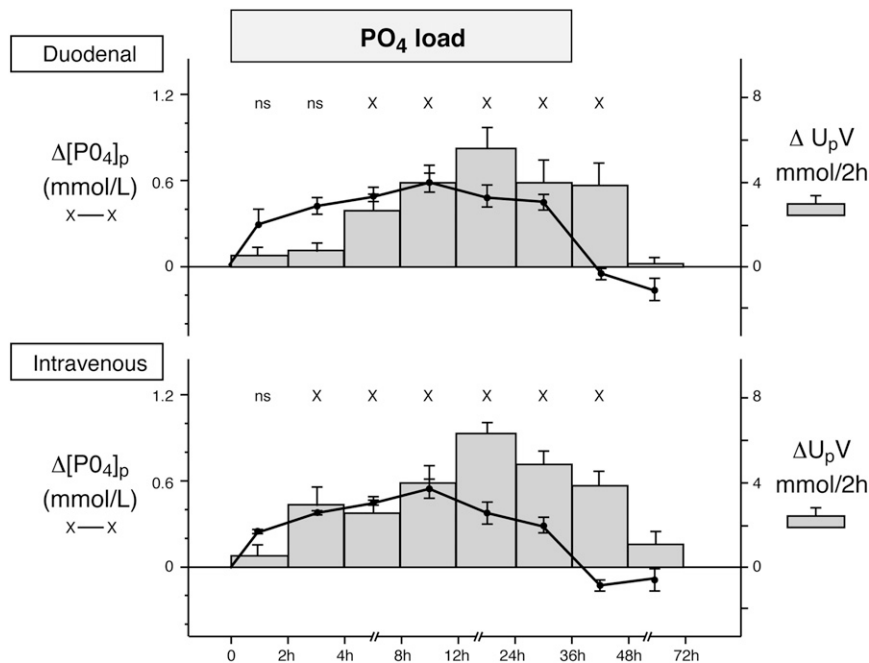 PO₄ load
Duodenal
1.2
ns ns X X X X X
8
Δ[P0₄]ₚ
(mmol/L)
X—X
6
0.6
4
Δ UₚV
mmol/2h
0
0
Intravenous
1.2
ns X X X X X X
8
Δ[P0₄]ₚ
(mmol/L)
X—X
0.6
4
ΔUₚV
mmol/2h
2
0
0
0 2h 4h 8h 12h 24h 36h 48h 72h